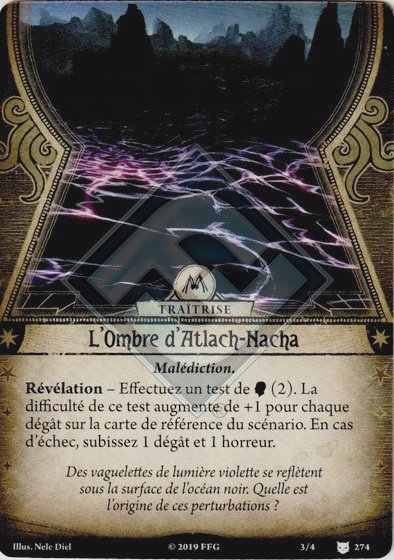 TRAÎTRISE
L'Ombre d'Atlach-Nacha
Malédiction.
Révélation – Effectuez un test de (2). La
difficulté de ce test augmente de +1 pour chaque
dégât sur la carte de référence du scénario. En cas
d'échec, subissez 1 dégât et 1 horreur.
Des vaguelettes de lumière violette se reflètent
sous la surface de l'océan noir. Quelle est
l'origine de ces perturbations ?
Illus. Nele Diel © 2019 FFG 3/4 274